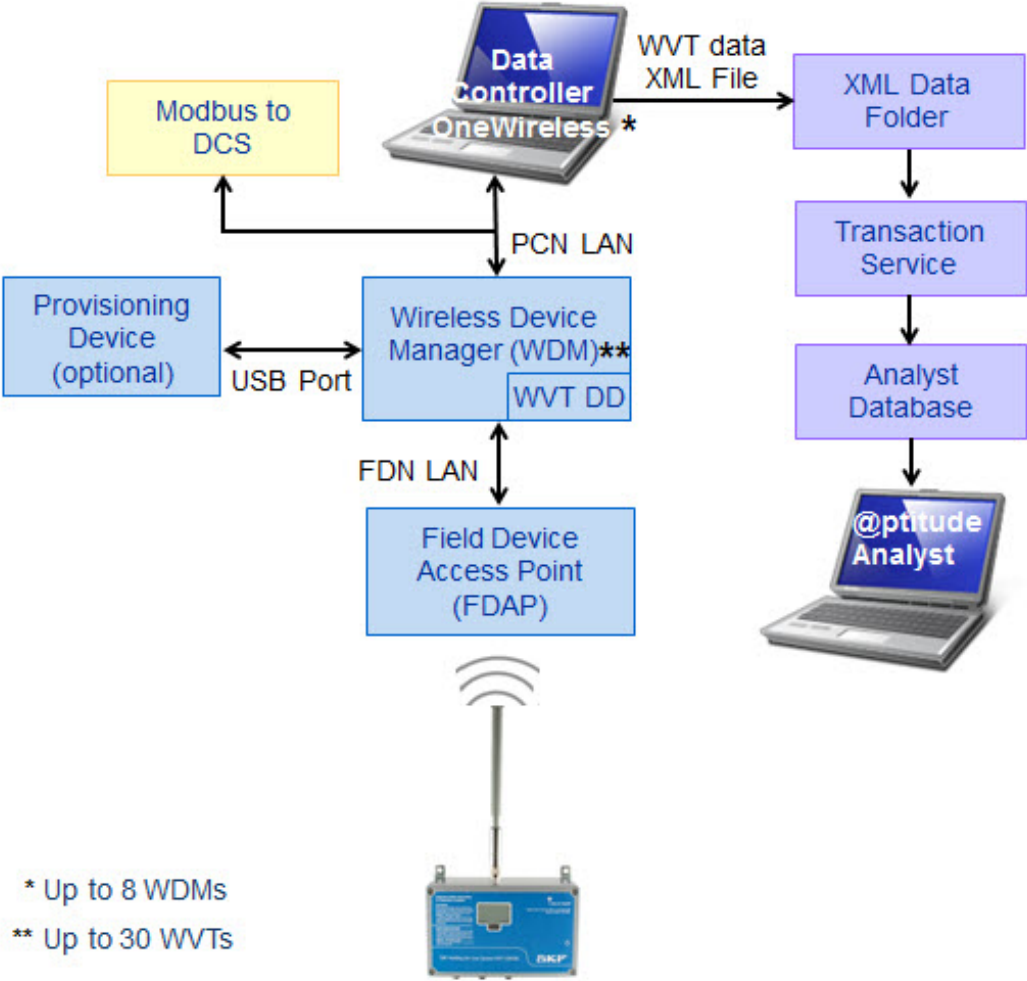 Data
Controller
OneWireless *
WVT data
XML File
XML Data
Folder
Modbus to
DCS
Transaction
Service
PCN LAN
Provisioning
Device
(optional)
USB Port
Wireless Device
Manager (WDM)**
WVT DD
Analyst
Database
FDN LAN
Field Device
Access Point
(FDAP)
@ptitude
Analyst
* Up to 8 WDMs
** Up to 30 WVTs
SKF